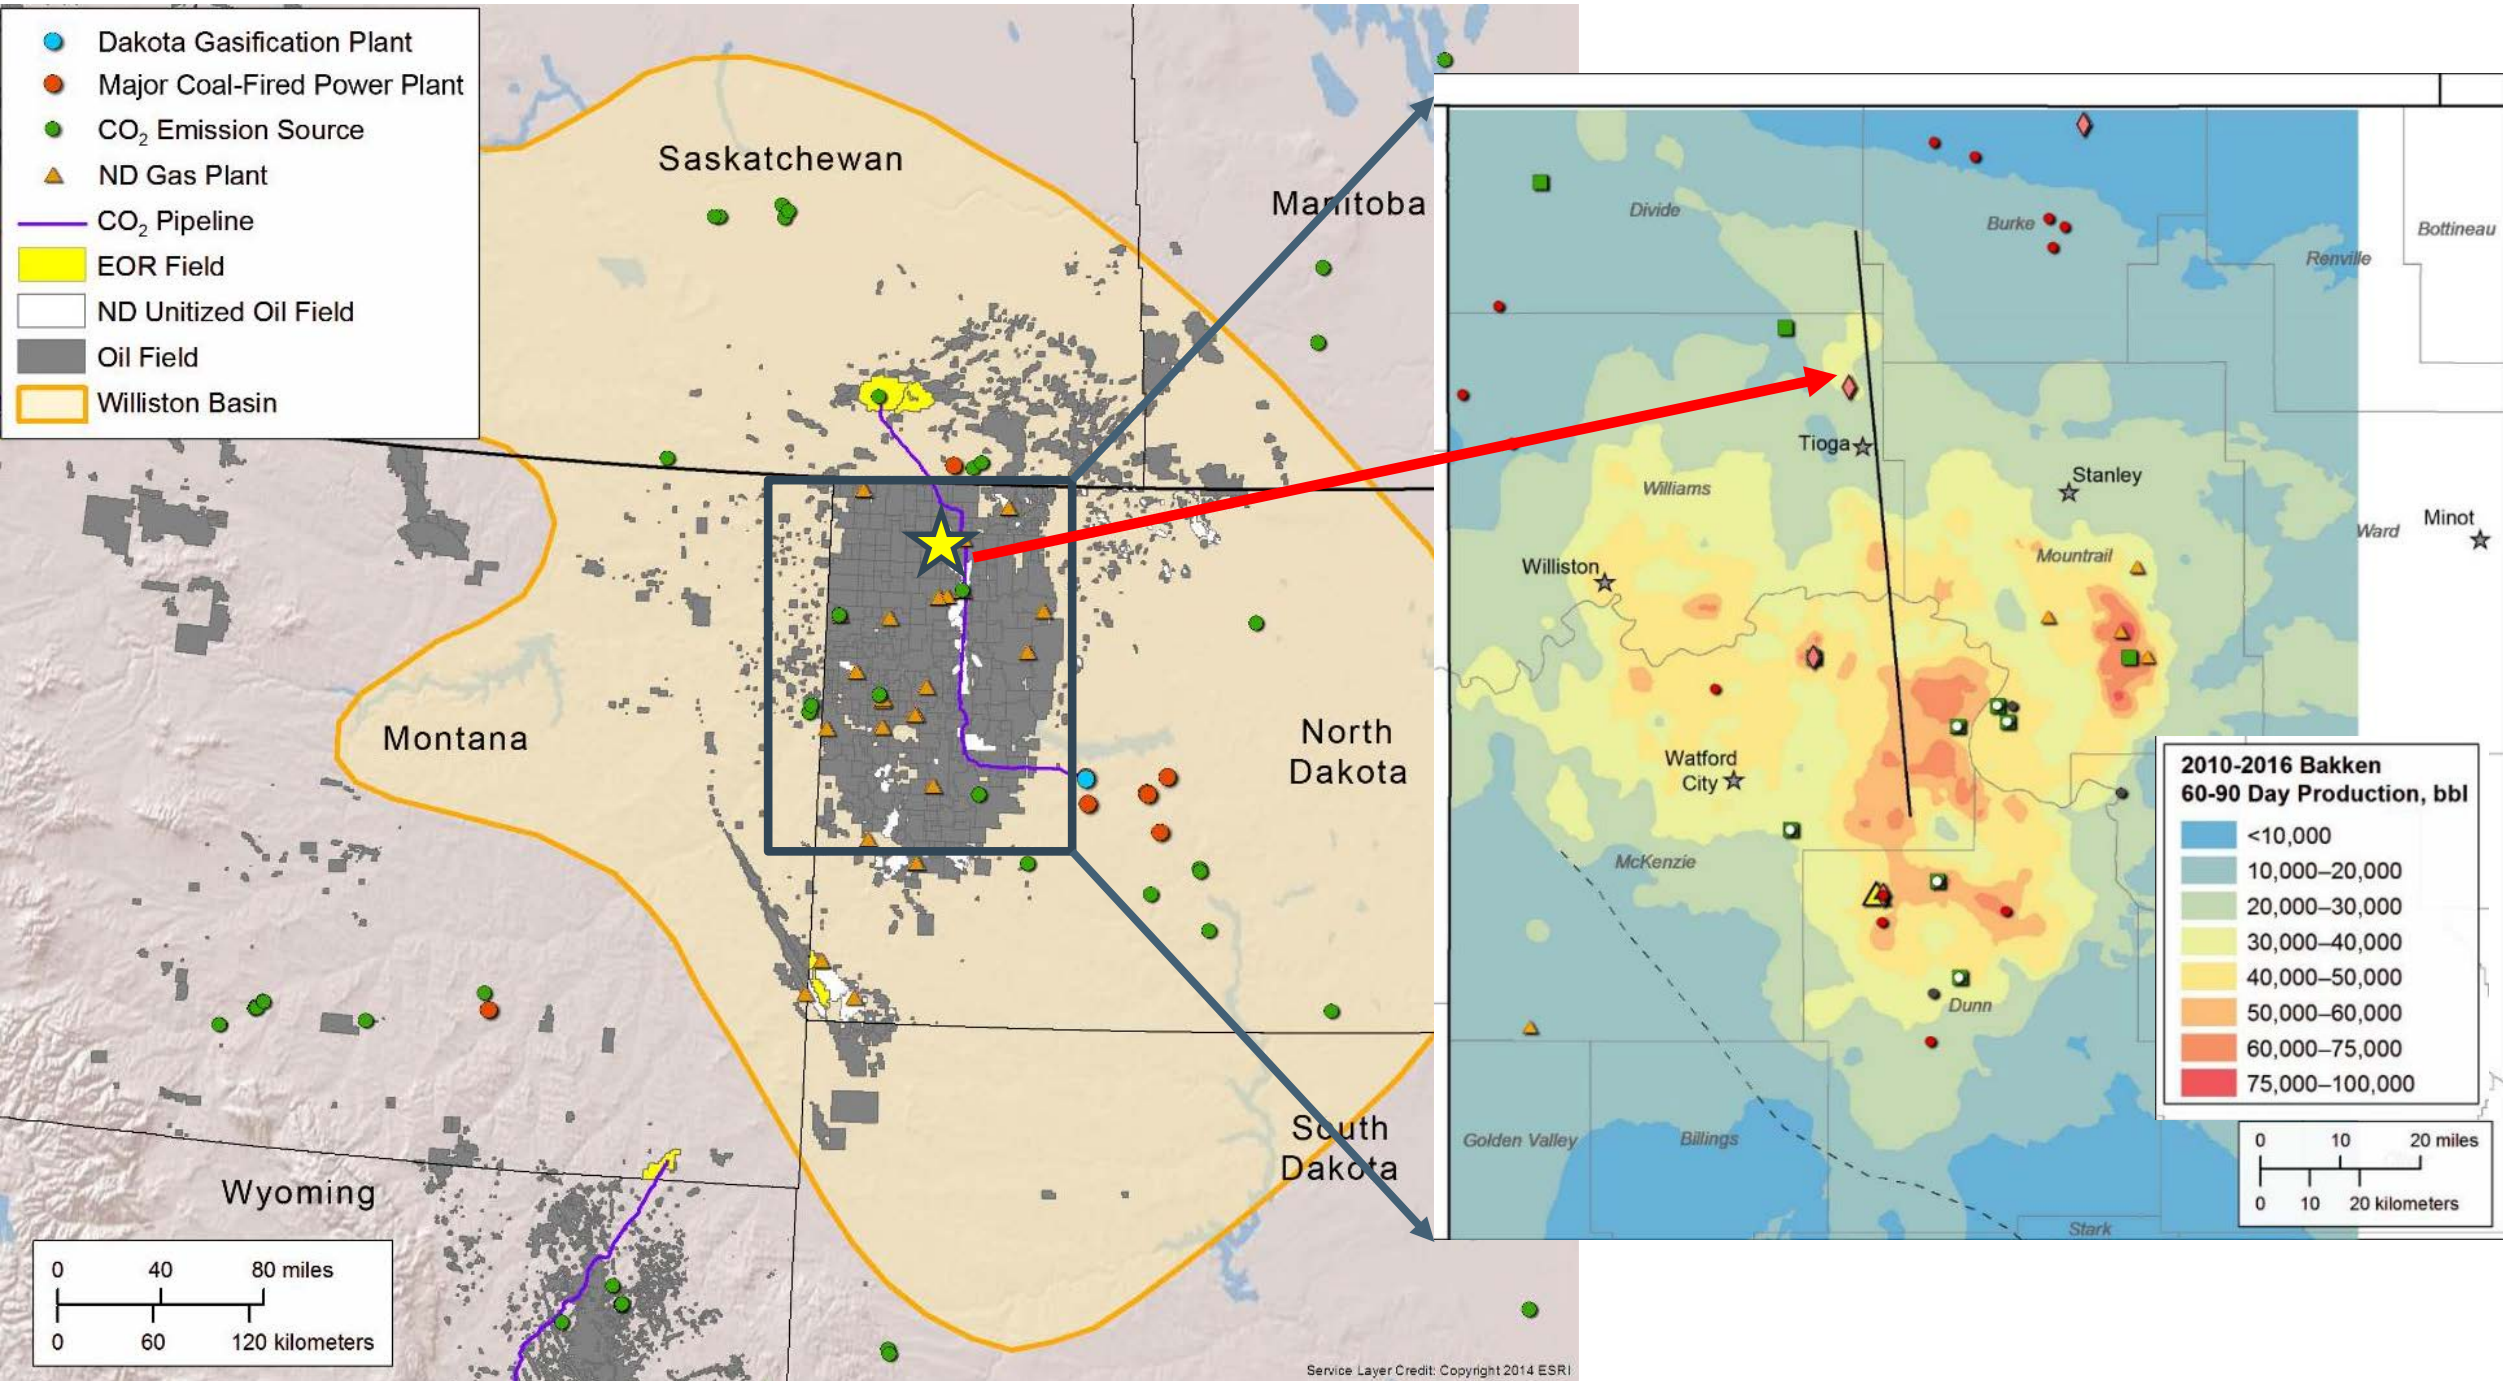 Dakota Gasification Plant
Major Coal-Fired Power Plant
CO2 Emission Source
ND Gas Plant
CO2 Pipeline
EOR Field
ND Unitized Oil Field
Oil Field
Williston Basin
Saskatchewan
Manitoba
Montana
North
Dakota
South
Dakota
Wyoming
0 40 80 miles
0 60 120 kilometers
Service Layer Credit: Copyright 2014 ESRI
Divide
Burke
Renville
Bottineau
Tioga
Stanley
Williams
Minot
Ward
Mountrail
Williston
Watford
City
McKenzie
Dunn
Golden Valley
Billings
Stark
2010-2016 Bakken
60-90 Day Production, bbl
<10,000
10,000–20,000
20,000–30,000
30,000–40,000
40,000–50,000
50,000–60,000
60,000–75,000
75,000–100,000
0 10 20 miles
0 10 20 kilometers